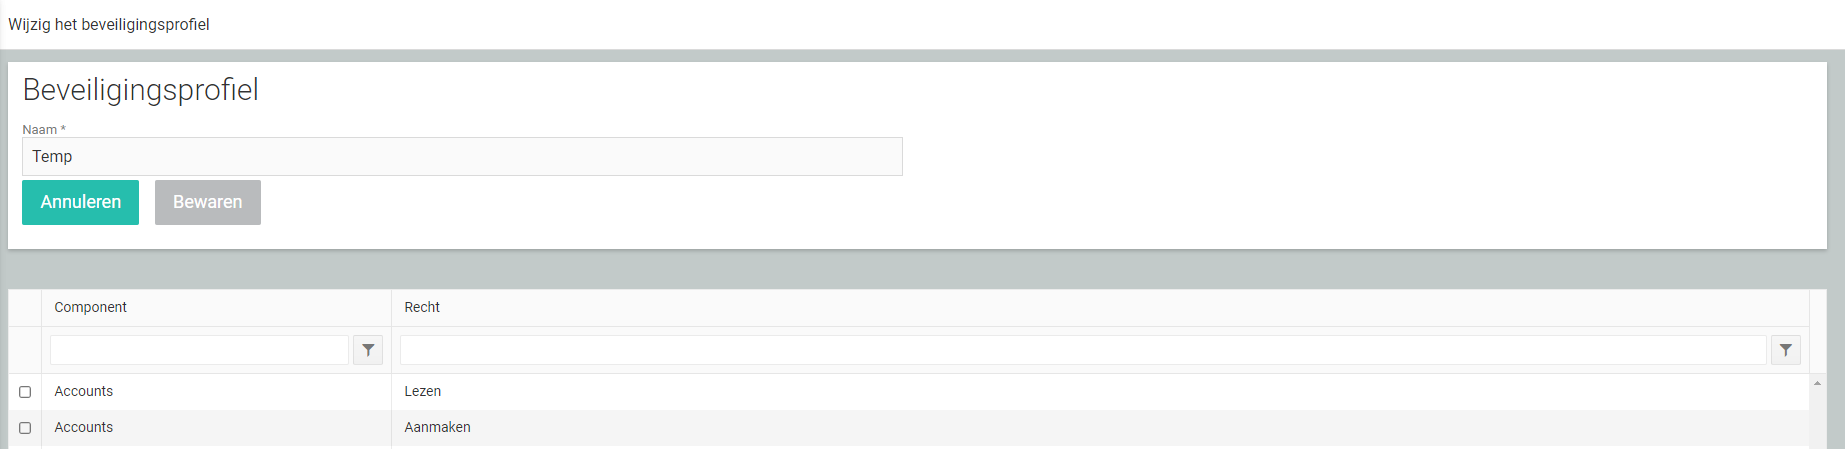 Wijzig het beveiligingsprofiel
Beveiligingsprofiel
Naam *
Temp
Annuleren Bewaren
Component Recht
Accounts Lezen
Accounts Aanmaken